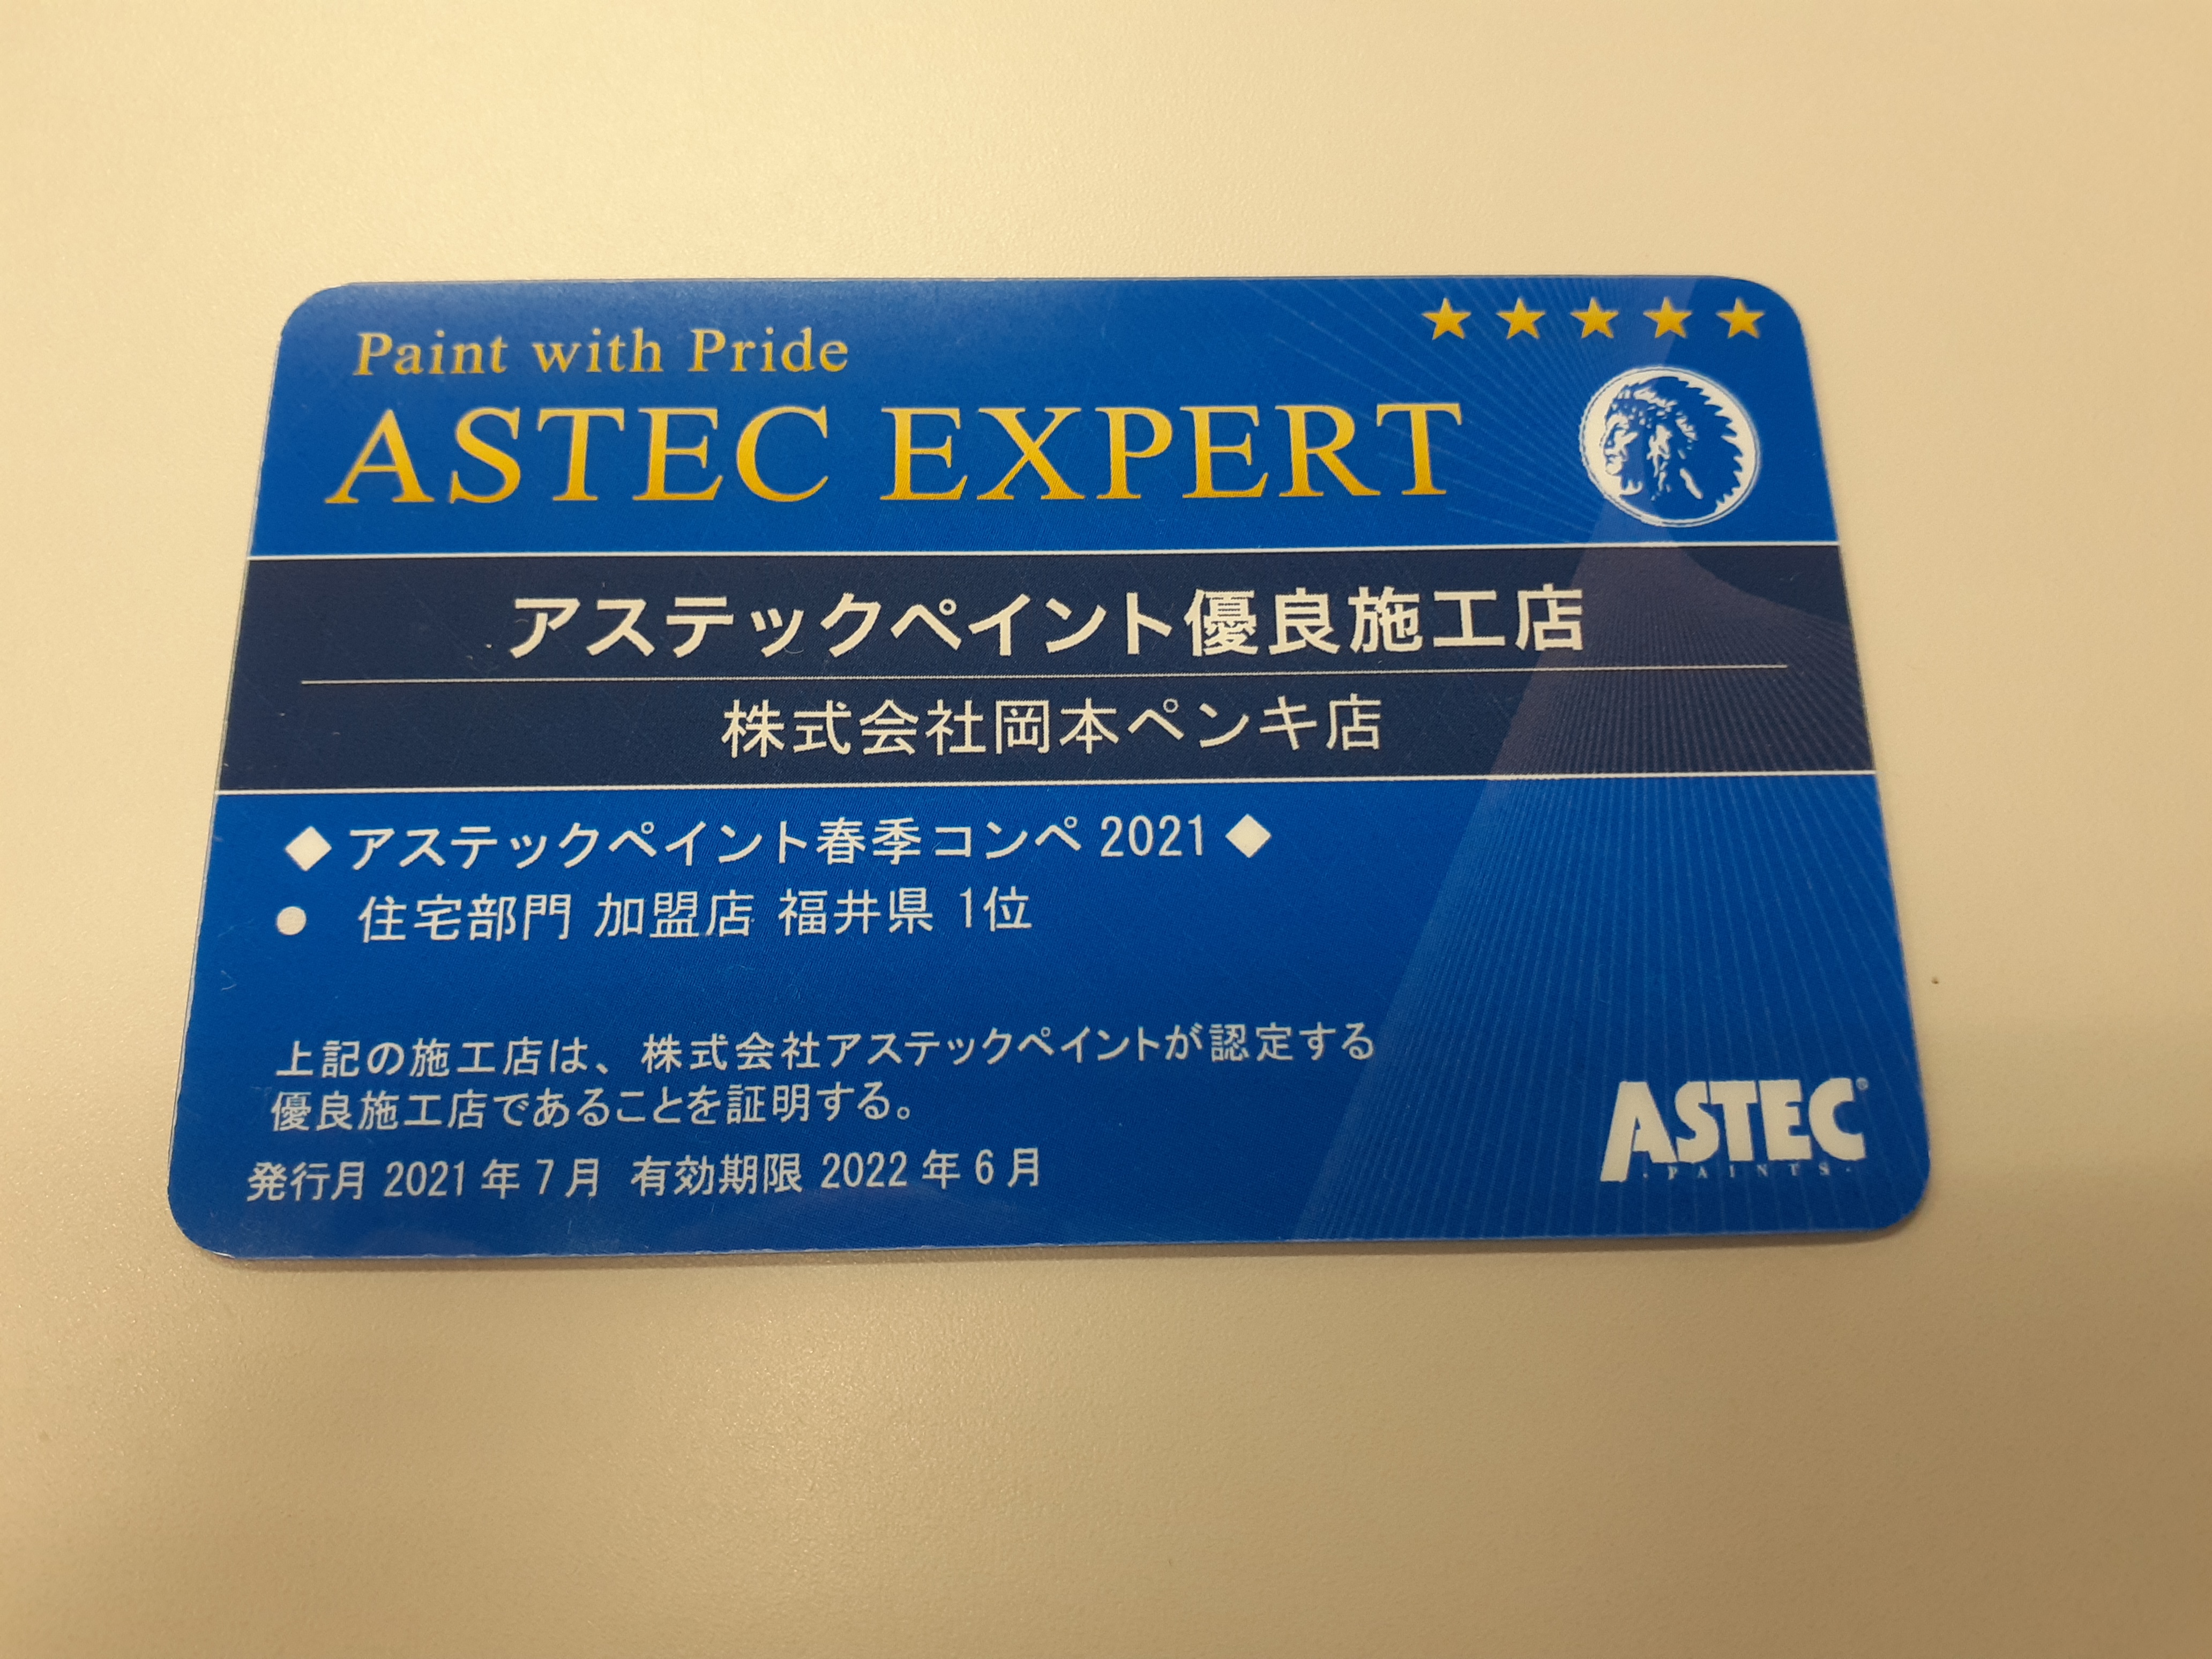 Paint with Pride
ASTEC EXPERT
アステックペイント優良施工店
株式会社岡本ペンキ店
◆アステックペイント春季コンペ 2021◆
● 住宅部門 加盟店 福井県 1位
上記の施工店は、株式会社アステックペイントが認定する
優良施工店であることを証明する。
発行月 2021 年 7 月 有効期限 2022 年 6 月
ASTEC®
・PAINTS・